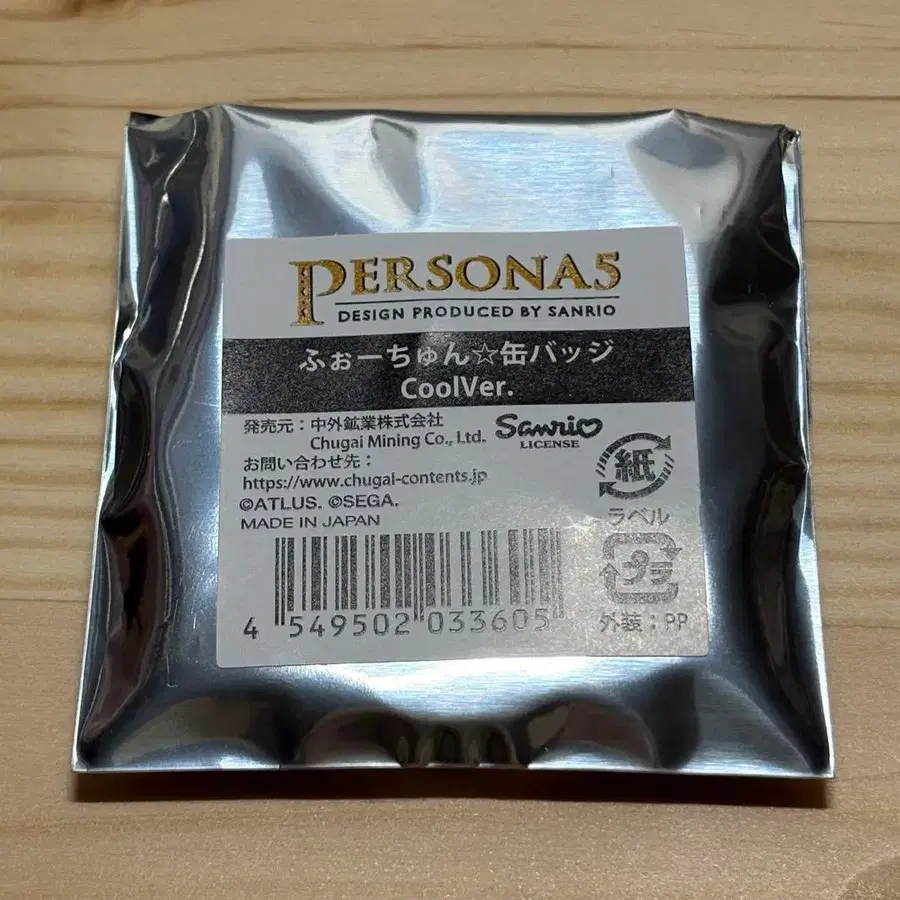 PERSONA5
DESIGN PRODUCED BY SANRIO
ふぉーちゅん☆缶バッジ
CoolVer.
発売元：中外鉱業株式会社
Chugai Mining Co., Ltd.
Sanrio
LICENSE
お問い合わせ先：
https://www.chugai-contents.jp
©ATLUS. ©SEGA.
MADE IN JAPAN
紙
ラベル
プラ
外装：PP
4 549502 033605